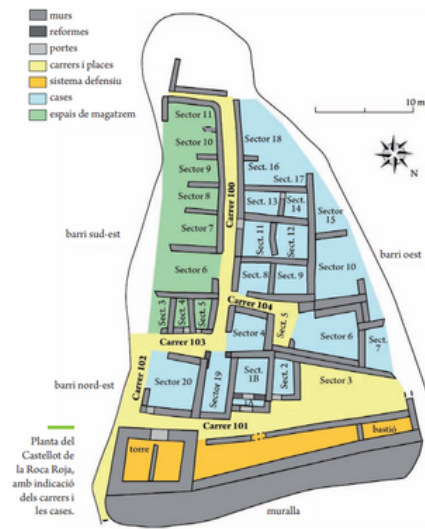 murs
reformes
portes
carrers i places
sistema defensiu
cases
espais de magatzem
10 m
N
Sector 11
Sector 10
Sector 9
Sector 8
Sector 7
Sector 6
Sect. 3
Sect. 4
Sect. 5
Carrer 100
Sector 18
Sect. 16
Sect. 17
Sect. 13
Sect. 14
Sector 15
Sect. 11
Sect. 12
Sect. 8
Sect. 9
Sector 10
barri sud-est
barri oest
Carrer 104
Sector 4
Sect. 5
Sector 6
Sect. 7
Carrer 103
Carrer 102
barri nord-est
Sector 20
Sector 19
Sect. 1B
1A
Sect. 2
Sector 3
Carrer 101
torre
bastió
muralla
Planta del
Castellot de
la Roca Roja,
amb indicació
dels carrers i
les cases.